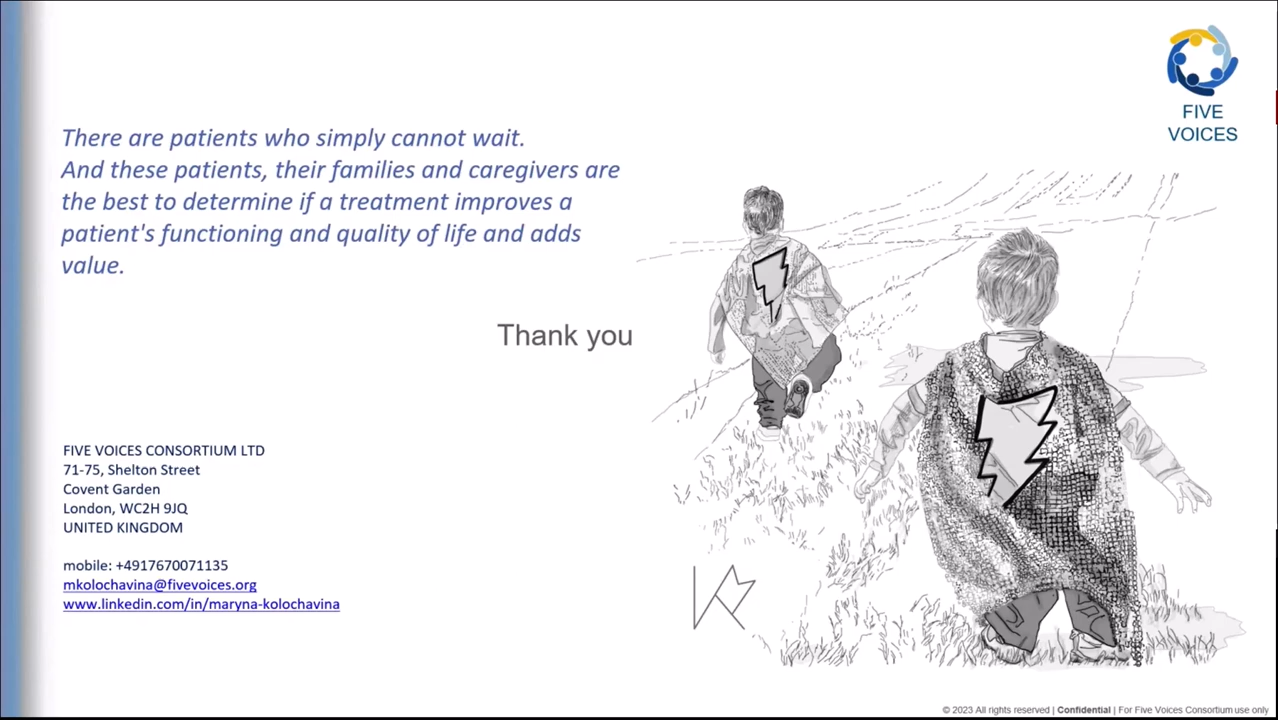 FIVE
VOICES
There are patients who simply cannot wait.
And these patients, their families and caregivers are
the best to determine if a treatment improves a
patient's functioning and quality of life and adds
value.
Thank you
FIVE VOICES CONSORTIUM LTD
71-75, Shelton Street
Covent Garden
London, WC2H 9JQ
UNITED KINGDOM
mobile: +4917670071135
mkolochavina@fivevoices.org
www.linkedin.com/in/maryna-kolochavina
© 2023 All rights reserved | Confidential | For Five Voices Consortium use only